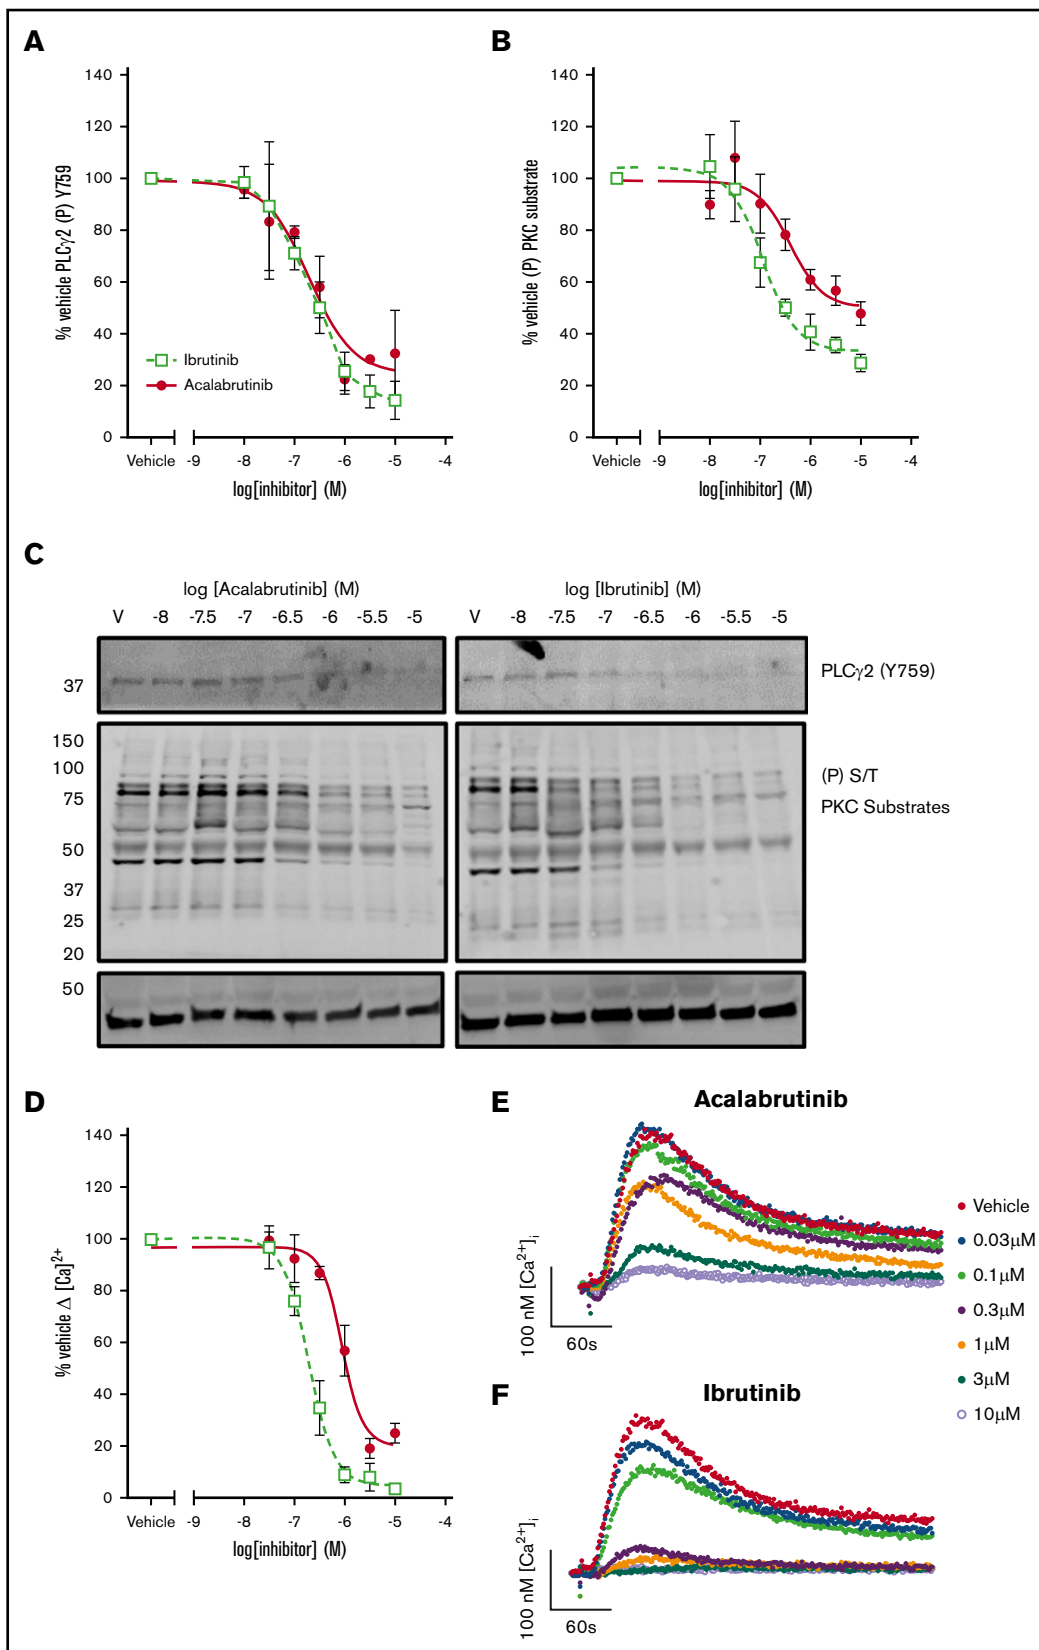 A
% vehicle PLCγ2 (P) Y759
140
120
100
80
60
40
20
0
Ibrutinib
Acalabrutinib
Vehicle -9 -8 -7 -6 -5 -4
log[inhibitor] (M)
B
% vehicle (P) PKC substrate
140
120
100
80
60
40
20
0
Vehicle -9 -8 -7 -6 -5 -4
log[inhibitor] (M)
C
log [Acalabrutinib] (M)
V -8 -7.5 -7 -6.5 -6 -5.5 -5
log [Ibrutinib] (M)
V -8 -7.5 -7 -6.5 -6 -5.5 -5
37
PLCγ2 (Y759)
150
100
75
50
37
25
20
(P) S/T
PKC Substrates
50
D
% vehicle Δ [Ca]²⁺
140
120
100
80
60
40
20
0
Vehicle -9 -8 -7 -6 -5 -4
log[inhibitor] (M)
E
Acalabrutinib
100 nM [Ca²⁺]ᵢ
60s
Vehicle
0.03μM
0.1μM
0.3μM
1μM
3μM
10μM
F
Ibrutinib
100 nM [Ca²⁺]ᵢ
60s